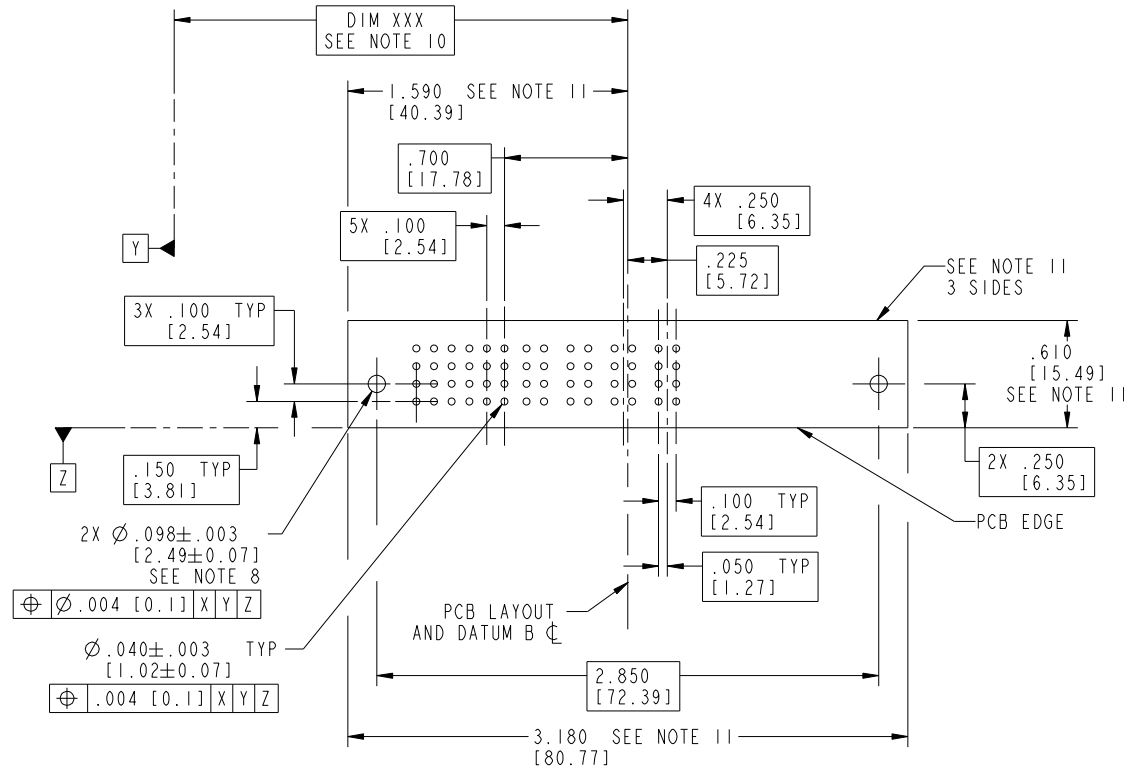 DIM XXX
SEE NOTE 10
1.590 SEE NOTE 11
[40.39]
.700
[17.78]
4X .250
[6.35]
5X .100
[2.54]
.225
[5.72]
Y
SEE NOTE 11
3 SIDES
3X .100 TYP
[2.54]
.610
[15.49]
SEE NOTE 11
Z
.150 TYP
[3.81]
2X .250
[6.35]
.100 TYP
[2.54]
PCB EDGE
2X Ø .098±.003
[2.49±0.07]
SEE NOTE 8
⌖ Ø .004 [0.1] X Y Z
.050 TYP
[1.27]
PCB LAYOUT
AND DATUM B ℄
Ø .040±.003 TYP
[1.02±0.07]
⌖ .004 [0.1] X Y Z
2.850
[72.39]
3.180 SEE NOTE 11
[80.77]